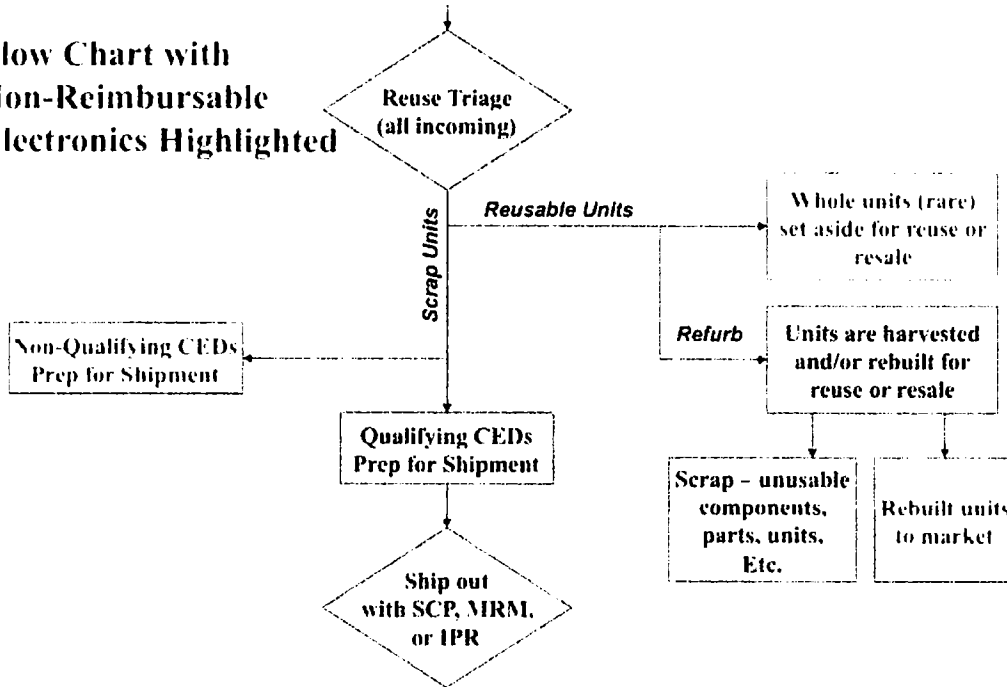 low Chart with
on-Reimbursable
lectronics Highlighted
Reuse Triage
(all incoming)
Reusable Units
Scrap Units
Whole units (rare)
set aside for reuse or
resale
Non-Qualifying CEDs
Prep for Shipment
Refurb
Units are harvested
and/or rebuilt for
reuse or resale
Qualifying CEDs
Prep for Shipment
Scrap – unusable
components,
parts, units,
Etc.
Rebuilt units
to market
Ship out
with SCP, MRM,
or IPR